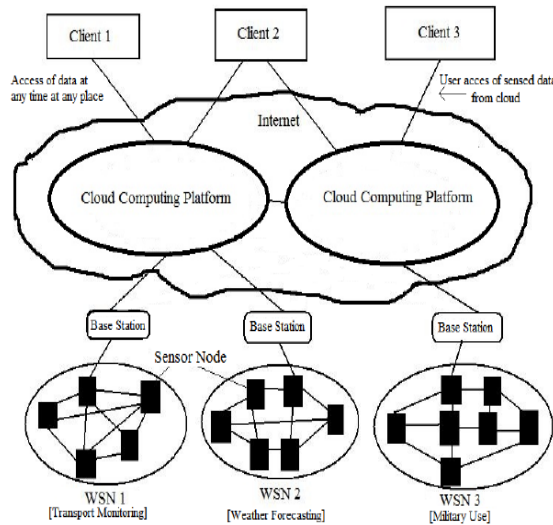 Client 1
Client 2
Client 3
Access of data at
any time at any place
User acces of sensed data
from cloud
Internet
Cloud Computing Platform
Cloud Computing Platform
Base Station
Base Station
Base Station
Sensor Node
WSN 1
[Transport Monitoring]
WSN 2
[Weather Forecasting]
WSN 3
[Military Use]